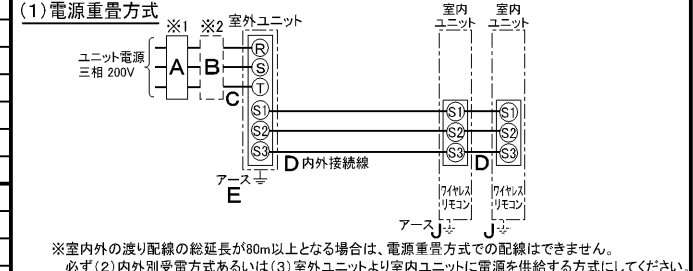 (1)電源重畳方式
※1 ※2 室外ユニット
室内
ユニット
室内
ユニット
ユニット電源
三相 200V
A
B
C
R
S
T
S1
S2
S3
S1
S2
S3
S1
S2
S3
D 内外接続線
D
アース
E
ワイヤレス
リモコン
ワイヤレス
リモコン
アース J
J
※室内外の渡り配線の総延長が80m以上となる場合は、電源重畳方式での配線はできません。
必ず(2)内外別受電方式あるいは(3)室外ユニットより室内ユニットに電源を供給する方式にしてください。